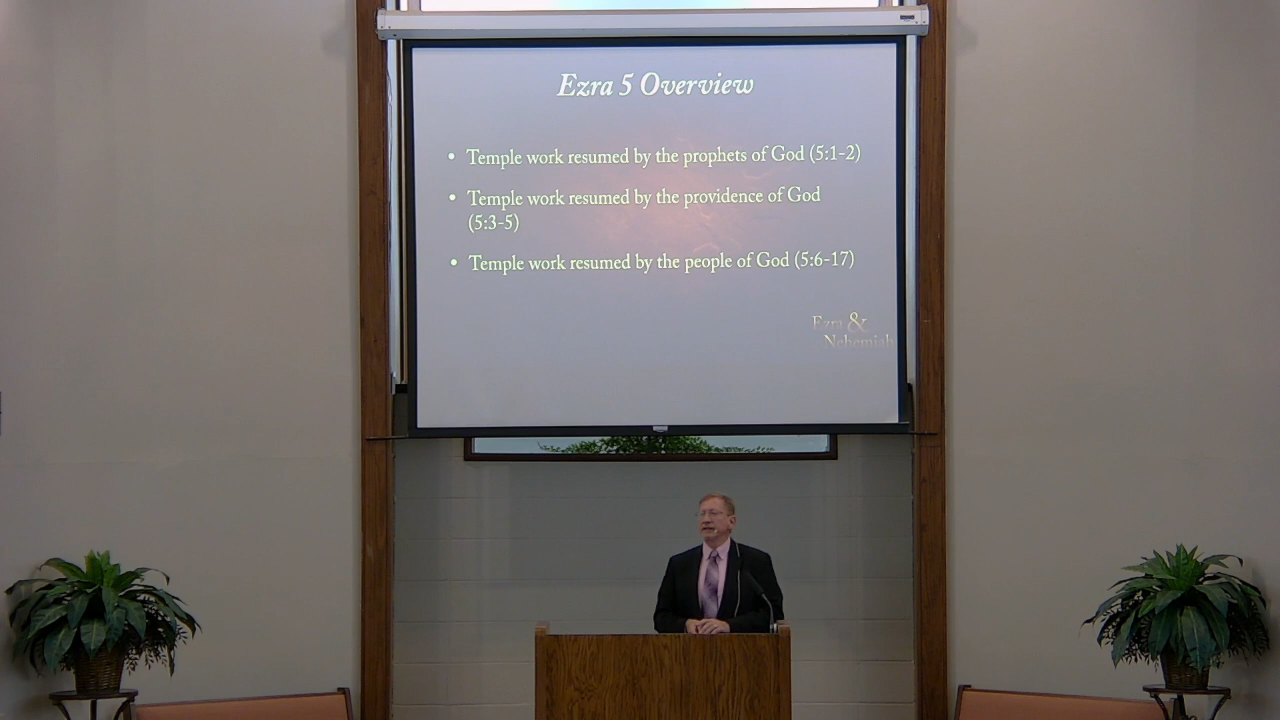 Ezra 5 Overview
• Temple work resumed by the prophets of God (5:1-2)
• Temple work resumed by the providence of God
(5:3-5)
• Temple work resumed by the people of God (5:6-17)
Ezra &
Nehemiah